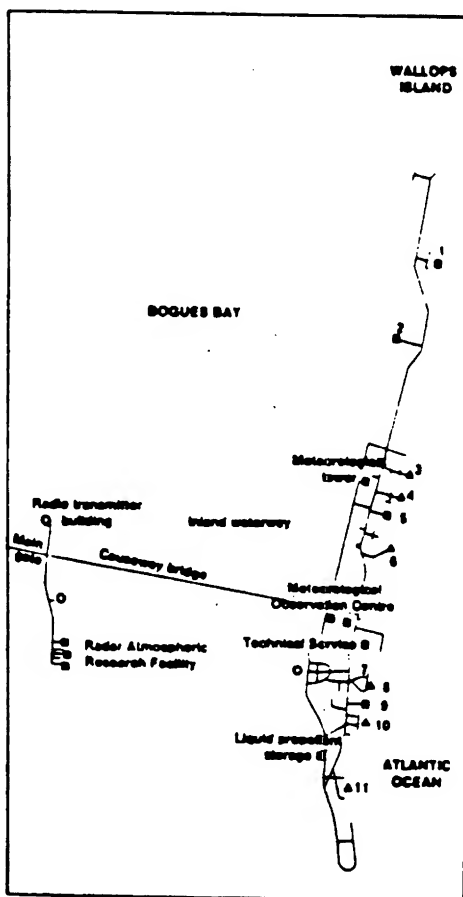 WALLOPS
ISLAND
1
BOGUES BAY
2
Meteorological
tower
3
4
5
Radio transmitter
building
Inland waterway
6
Main
Causeway bridge
Meteorological
Observation Centre
Technical Service
Radar Atmospheric
Research Facility
7
8
9
10
Liquid propellant
storage
ATLANTIC
OCEAN
11